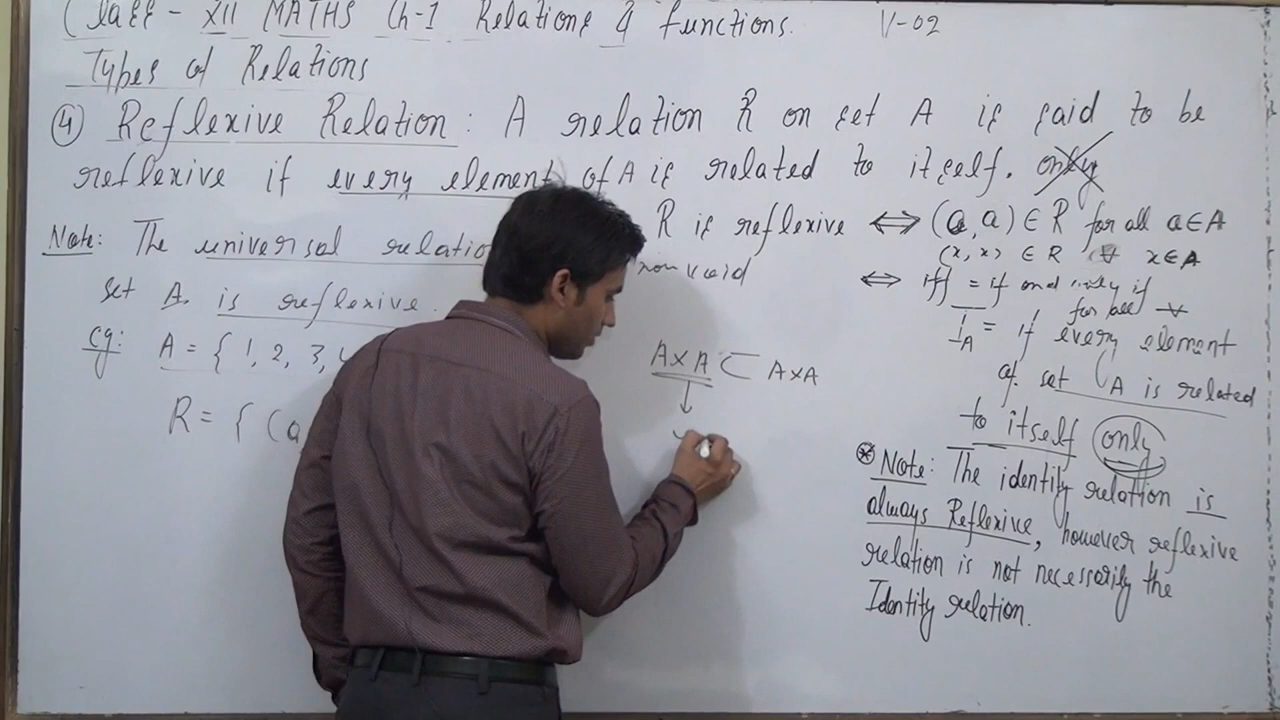 Class - XII MATHS Ch-1 Relations & functions. V-02
Types of Relations
④ Reflexive Relation: A relation R on set A is said to be
reflexive if every element of A is related to itself. only
R is reflexive ⟺ (a, a) ∈ R for all a∈A
(x, x) ∈ R ∀ x∈A
Note: The universal relatio non void
set A. is reflexive.
eg: A = { 1, 2, 3,
R = { (a
A×A ⊂ A×A
↓
⟺ iff = if and only if
for all ∀
I_A = if every element
of set A is related
to itself only
* Note: The identity relation is
always Reflexive, however reflexive
relation is not necessarily the
Identity relation.